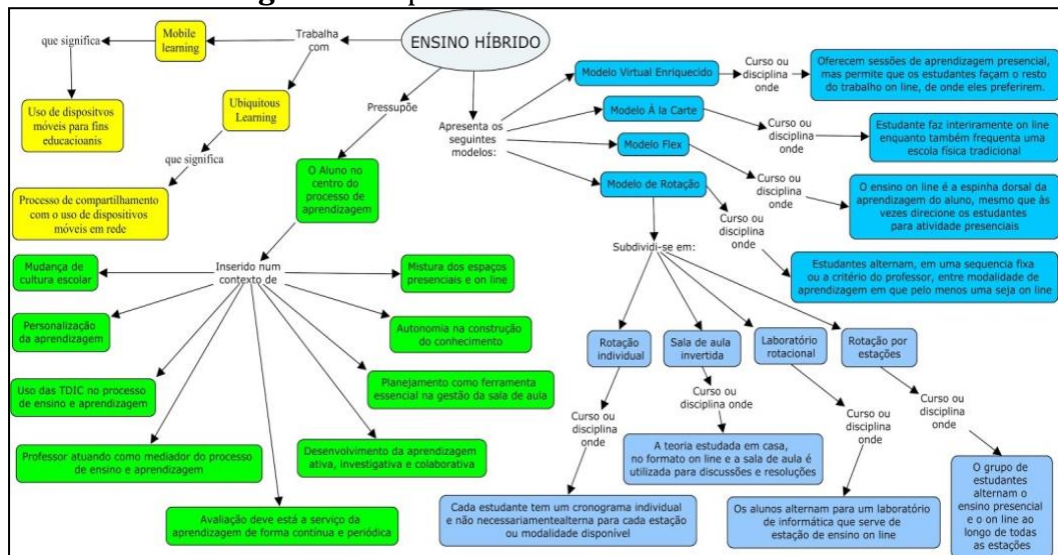 ENSINO HÍBRIDO
Trabalha
com
Mobile
learning
que significa
Uso de dispositvos
móveis para fins
educacioanis
Ubiquitous
Learning
que significa
Processo de compartilhamento
com o uso de dispositivos
móveis em rede
Pressupõe
O Aluno no
centro do
processo de
aprendizagem
Inserido num
contexto de
Mudança de
cultura escolar
Personalização
da aprendizagem
Uso das TDIC no processo
de ensino e aprendizagem
Professor atuando como mediador do processo
de ensino e aprendizagem
Avaliação deve está a serviço da
aprendizagem de forma contínua e periódica
Desenvolvimento da aprendizagem
ativa, investigativa e colaborativa
Planejamento como ferramenta
essencial na gestão da sala de aula
Autonomia na construção
do conhecimento
Mistura dos espaços
presenciais e on line
Apresenta os
seguintes
modelos:
Modelo Virtual Enriquecido
Curso ou
disciplina
onde
Oferecem sessões de aprendizagem presencial,
mas permite que os estudantes façam o resto
do trabalho on line, de onde eles preferirem.
Modelo Á la Carte
Curso ou
disciplina
onde
Estudante faz interiramente on line
enquanto também frequenta uma
escola física tradicional
Modelo Flex
Curso ou
disciplina
onde
O ensino on line é a espinha dorsal da
aprendizagem do aluno, mesmo que às
vezes direcione os estudantes
para atividade presenciais
Modelo de Rotação
Curso ou
disciplina
onde
Estudantes alternam, em uma sequencia fixa
ou a critério do professor, entre modalidade de
aprendizagem em que pelo menos uma seja on line
Subdividi-se em:
Rotação
individual
Curso ou
disciplina
onde
Cada estudante tem um cronograma individual
e não necessariamentealterna para cada estação
ou modalidade disponível
Sala de aula
invertida
Curso ou
disciplina onde
A teoria estudada em casa,
no formato on line e a sala de aula é
utilizada para discussões e resoluções
Laboratório
rotacional
Curso ou
disciplina
onde
Os alunos alternam para um laboratório
de informática que serve de
estação de ensino on line
Rotação por
estações
Curso ou
disciplina
onde
O grupo de
estudantes
alternam o
ensino presencial
e o on line ao
longo de todas
as estações